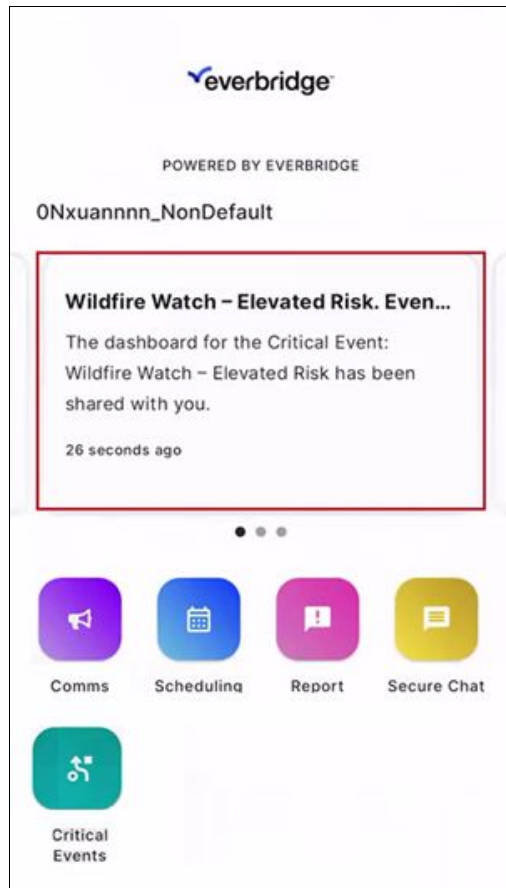 everbridge
POWERED BY EVERBRIDGE
0Nxuannnn_NonDefault
Wildfire Watch – Elevated Risk. Even...
The dashboard for the Critical Event:
Wildfire Watch – Elevated Risk has been
shared with you.
26 seconds ago
Comms Scheduling Report Secure Chat
Critical
Events